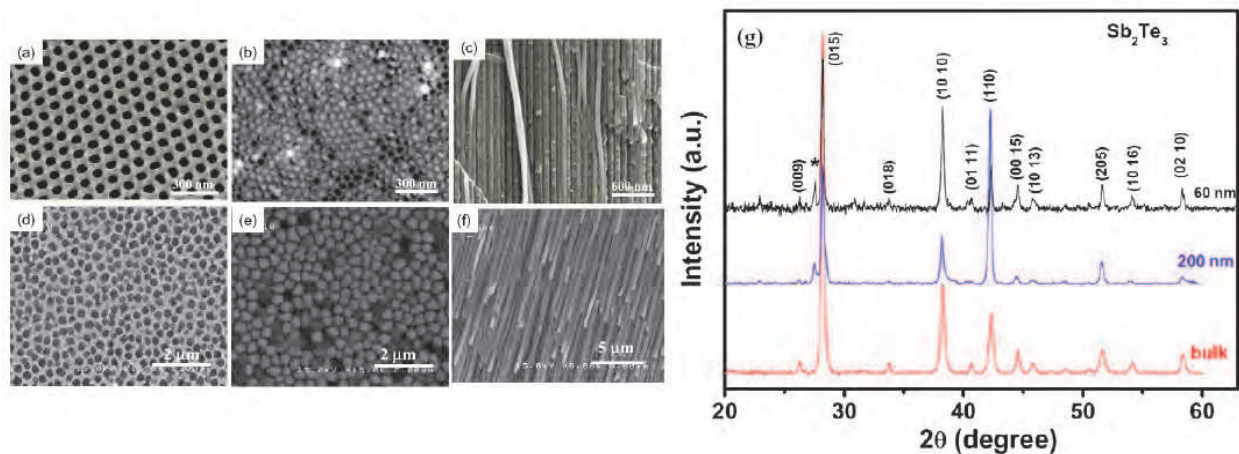 (a)
300 nm
(b)
300 nm
(c)
600 nm
(d)
2 μm
(e)
2 μm
(f)
5 μm
(g)
Sb₂Te₃
Intensity (a.u.)
(009)
*
(015)
(018)
(10 10)
(01 11)
(110)
(00 15)
(10 13)
(205)
(10 16)
(02 10)
60 nm
200 nm
bulk
20 30 40 50 60
2θ (degree)